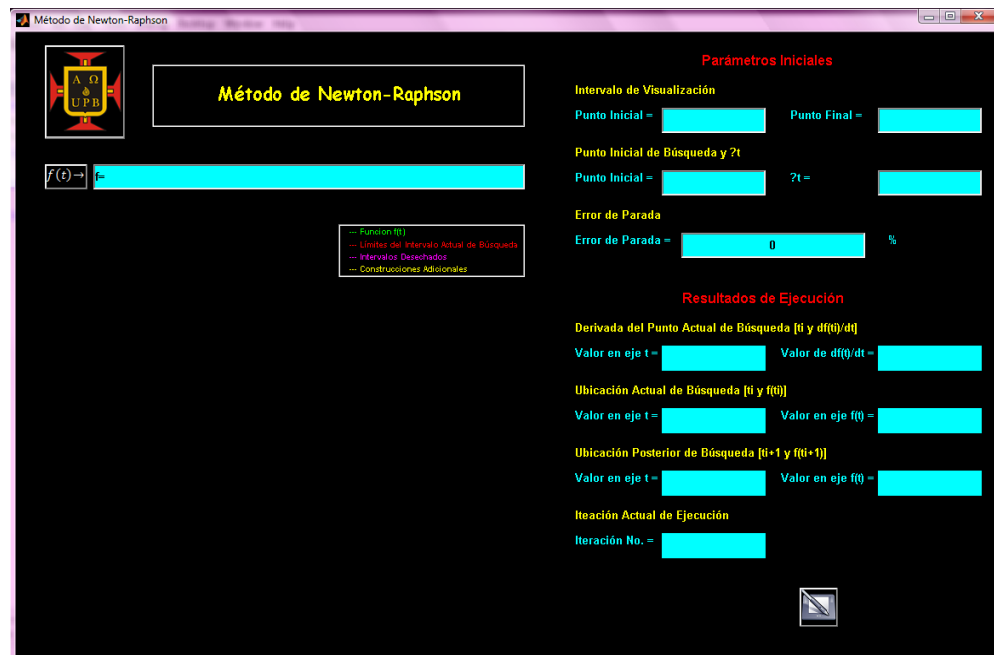 Método de Newton-Raphson
Α Ω
UPB
Método de Newton-Raphson
f(t)→
f=
--- Funcion f(t)
--- Límites del Intervalo Actual de Búsqueda
--- Intervalos Desechados
--- Construcciones Adicionales
Parámetros Iniciales
Intervalo de Visualización
Punto Inicial =
Punto Final =
Punto Inicial de Búsqueda y ?t
Punto Inicial =
?t =
Error de Parada
Error de Parada =
0
%
Resultados de Ejecución
Derivada del Punto Actual de Búsqueda [ti y df(ti)/dt]
Valor en eje t =
Valor de df(t)/dt =
Ubicación Actual de Búsqueda [ti y f(ti)]
Valor en eje t =
Valor en eje f(t) =
Ubicación Posterior de Búsqueda [ti+1 y f(ti+1)]
Valor en eje t =
Valor en eje f(t) =
Iteación Actual de Ejecución
Iteración No. =